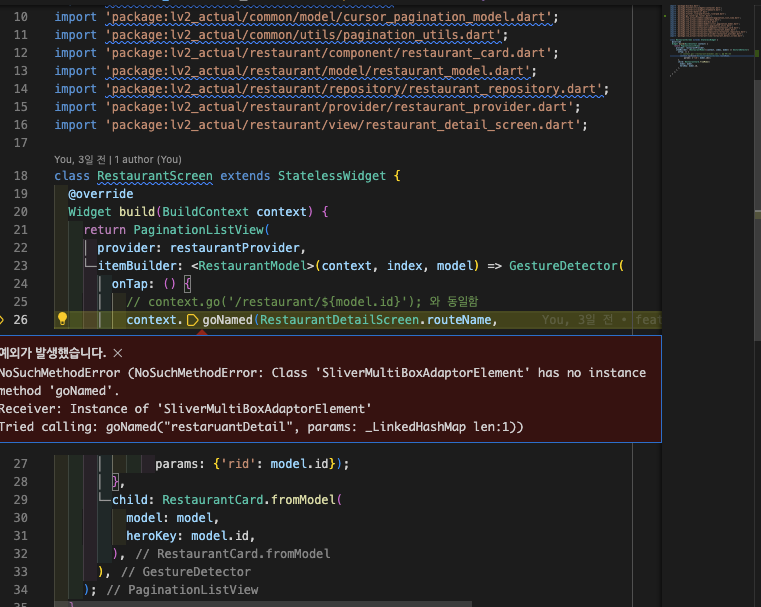 10 import 'package:lv2_actual/common/model/cursor_pagination_model.dart';
11 import 'package:lv2_actual/common/utils/pagination_utils.dart';
12 import 'package:lv2_actual/restaurant/component/restaurant_card.dart';
13 import 'package:lv2_actual/restaurant/model/restaurant_model.dart';
14 import 'package:lv2_actual/restaurant/repository/restaurant_repository.dart';
15 import 'package:lv2_actual/restaurant/provider/restaurant_provider.dart';
16 import 'package:lv2_actual/restaurant/view/restaurant_detail_screen.dart';
17
You, 3일 전 | 1 author (You)
18 class RestaurantScreen extends StatelessWidget {
19 @override
20 Widget build(BuildContext context) {
21 return PaginationListView(
22 provider: restaurantProvider,
23 itemBuilder: <RestaurantModel>(context, index, model) => GestureDetector(
24 onTap: () {
25 // context.go('/restaurant/${model.id}'); 와 동일함
26 context.goNamed(RestaurantDetailScreen.routeName, You, 3일 전 • feat
예외가 발생했습니다. ×
NoSuchMethodError (NoSuchMethodError: Class 'SliverMultiBoxAdaptorElement' has no instance
method 'goNamed'.
Receiver: Instance of 'SliverMultiBoxAdaptorElement'
Tried calling: goNamed("restaruantDetail", params: _LinkedHashMap len:1))
27 params: {'rid': model.id});
28 },
29 child: RestaurantCard.fromModel(
30 model: model,
31 heroKey: model.id,
32 ), // RestaurantCard.fromModel
33 ), // GestureDetector
34 ); // PaginationListView
35 }